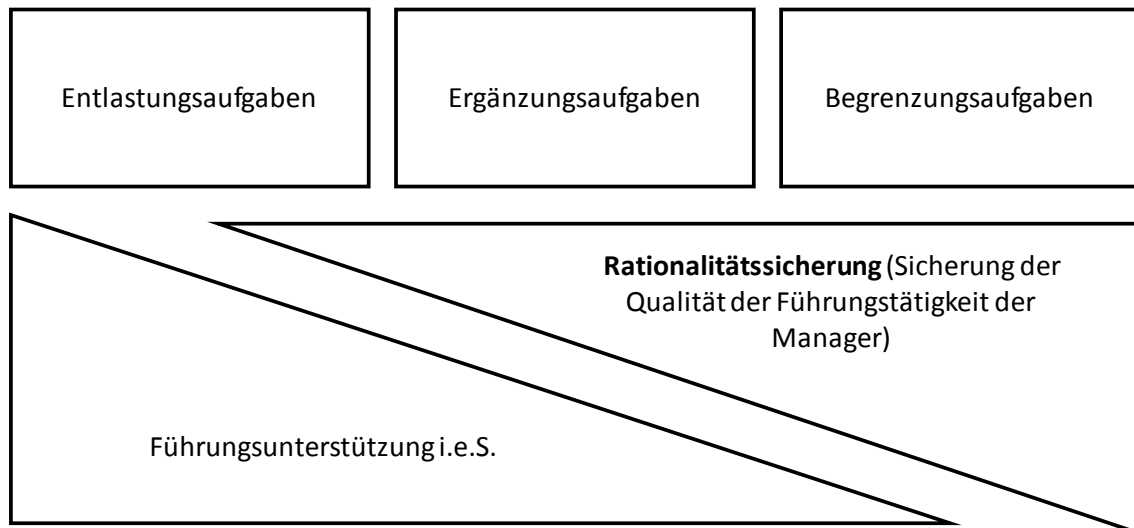 Entlastungsaufgaben
Ergänzungsaufgaben
Begrenzungsaufgaben
Rationalitätssicherung (Sicherung der
Qualität der Führungstätigkeit der
Manager)
Führungsunterstützung i.e.S.